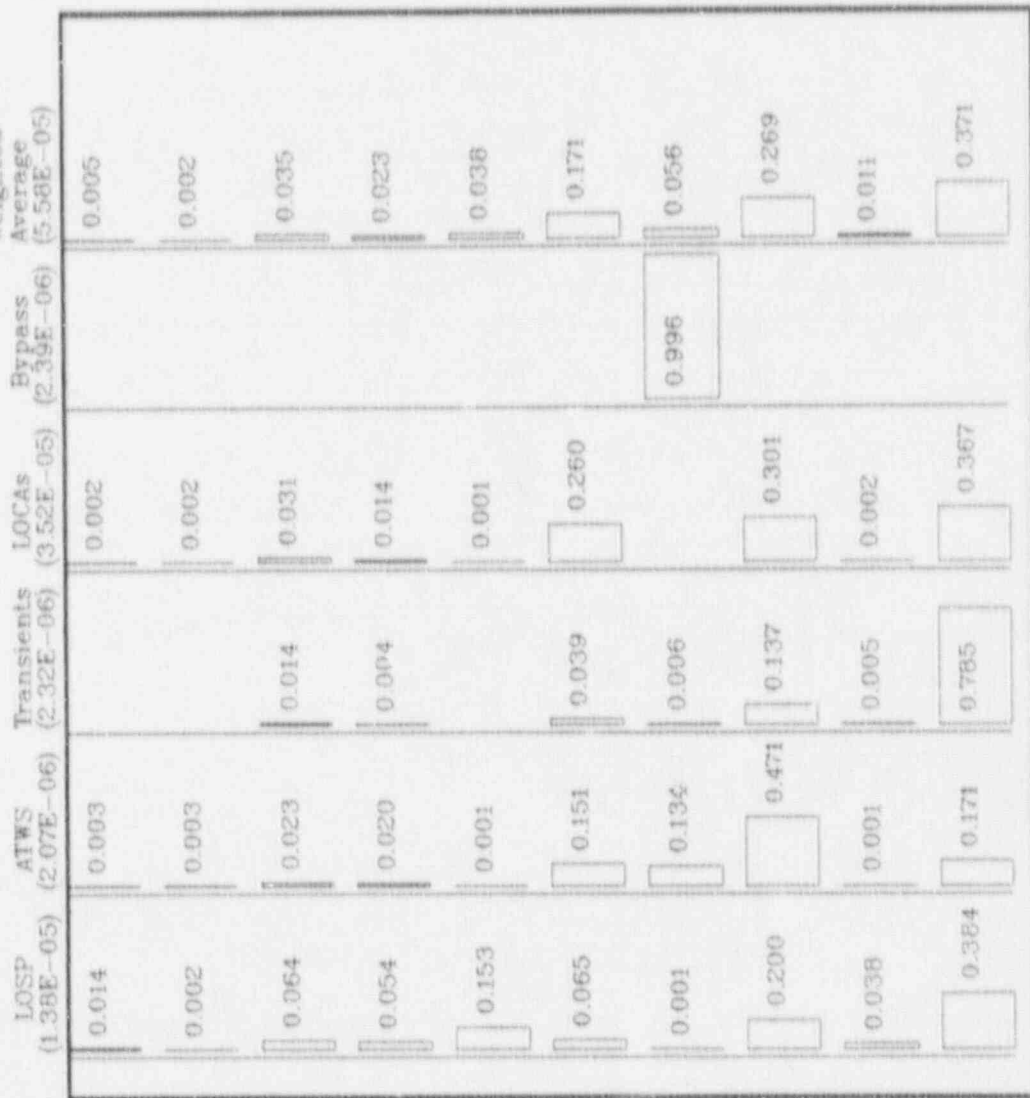 LOSP ATWS Transients LOCAs Bypass Average
(1.38E-05) (2.07E-06) (2.32E-06) (3.52E-05) (2.39E-06) (5.58E-05)
0.014 0.003 0.002 0.005
0.002 0.003 0.002 0.002
0.064 0.023 0.014 0.031 0.035
0.054 0.020 0.004 0.014 0.023
0.153 0.001 0.001 0.038
0.065 0.151 0.039 0.260 0.171
0.001 0.134 0.006 0.996 0.056
0.200 0.471 0.137 0.301 0.269
0.038 0.001 0.005 0.002 0.011
0.384 0.171 0.785 0.367 0.371